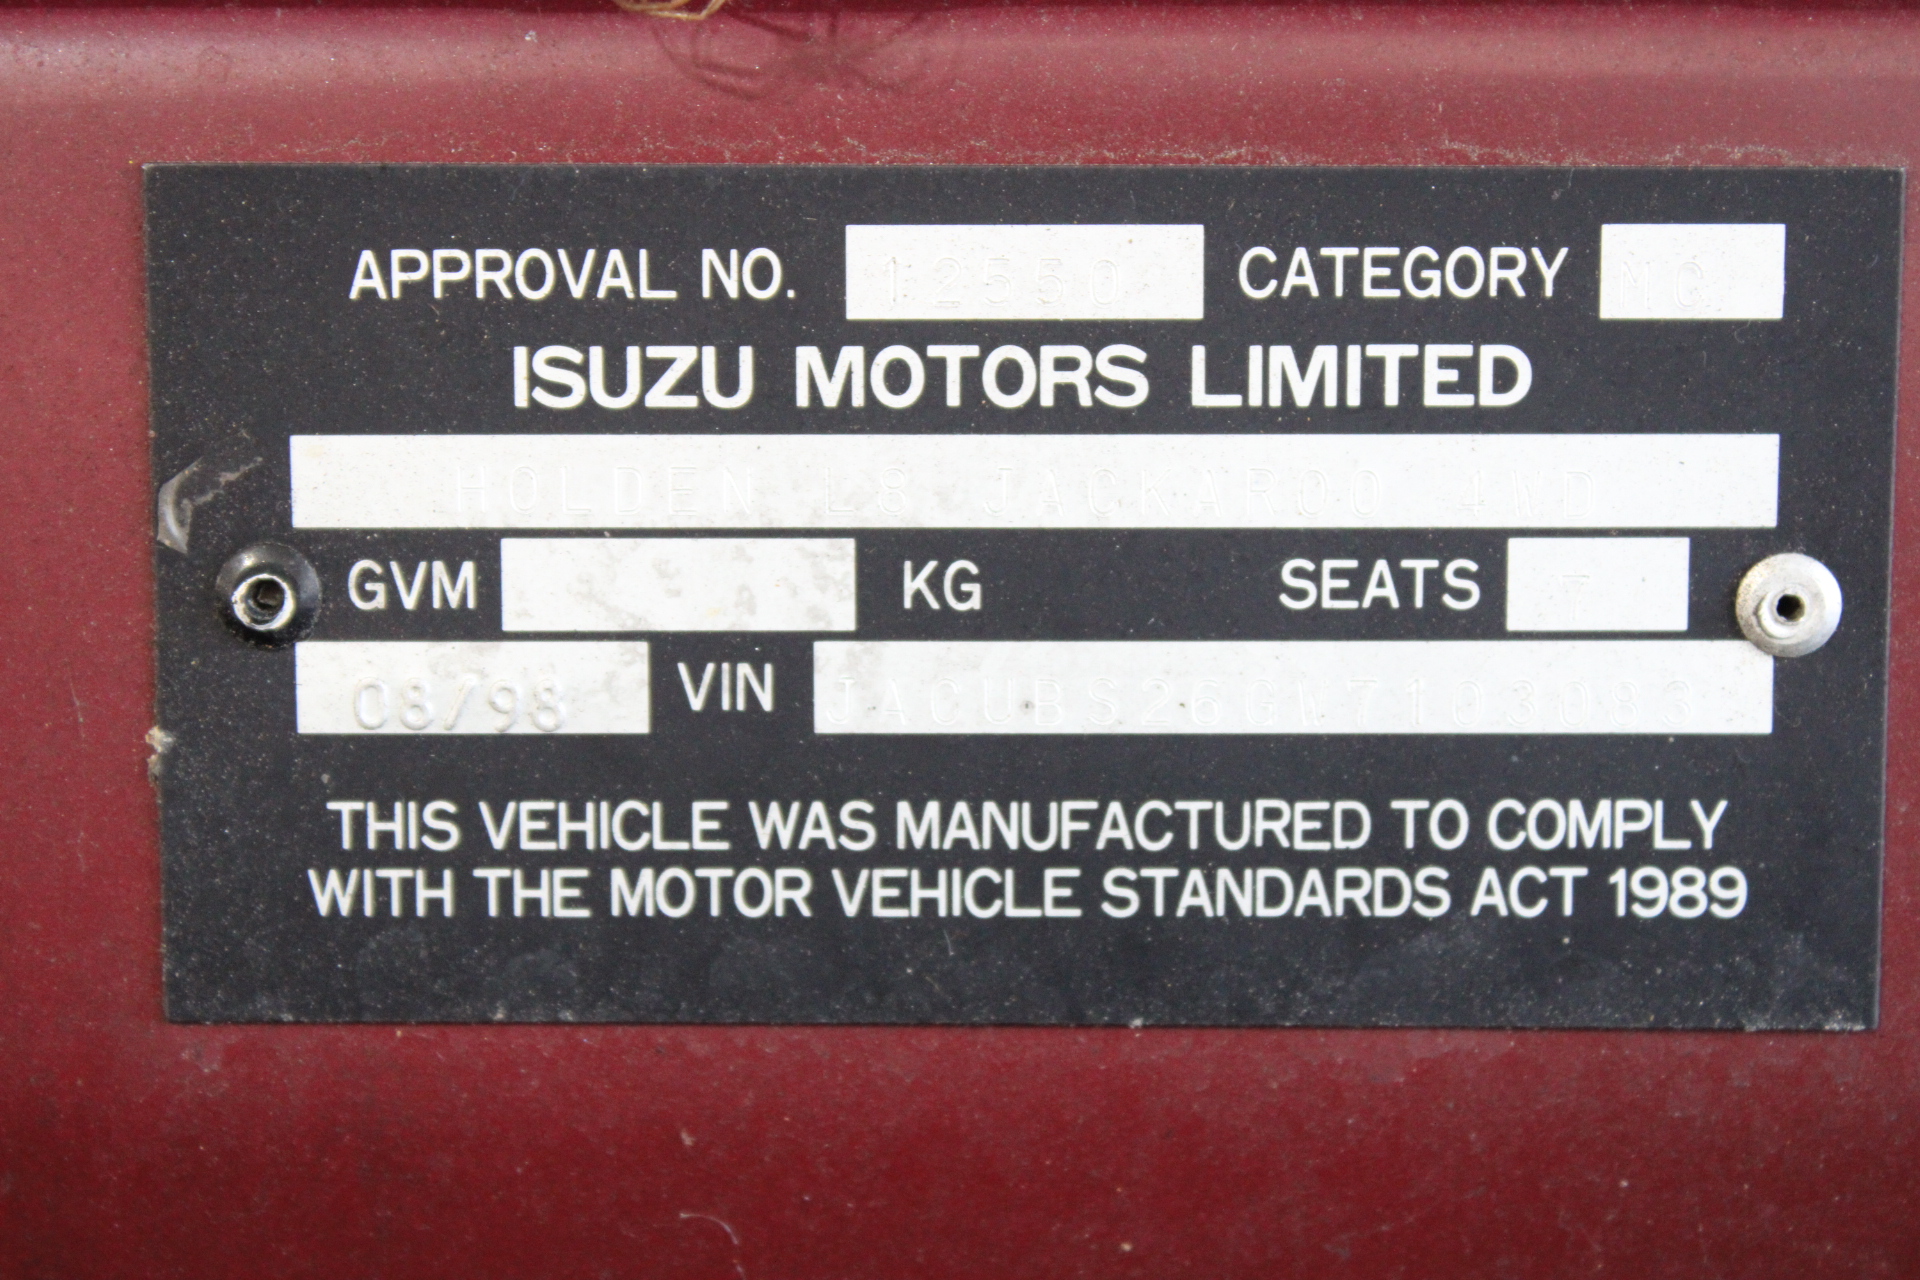 APPROVAL NO. 12550 CATEGORY MC
ISUZU MOTORS LIMITED
HOLDEN L8 JACKAROO 4WD
GVM KG SEATS 7
08/98 VIN JACUBS26GW7103083
THIS VEHICLE WAS MANUFACTURED TO COMPLY
WITH THE MOTOR VEHICLE STANDARDS ACT 1989